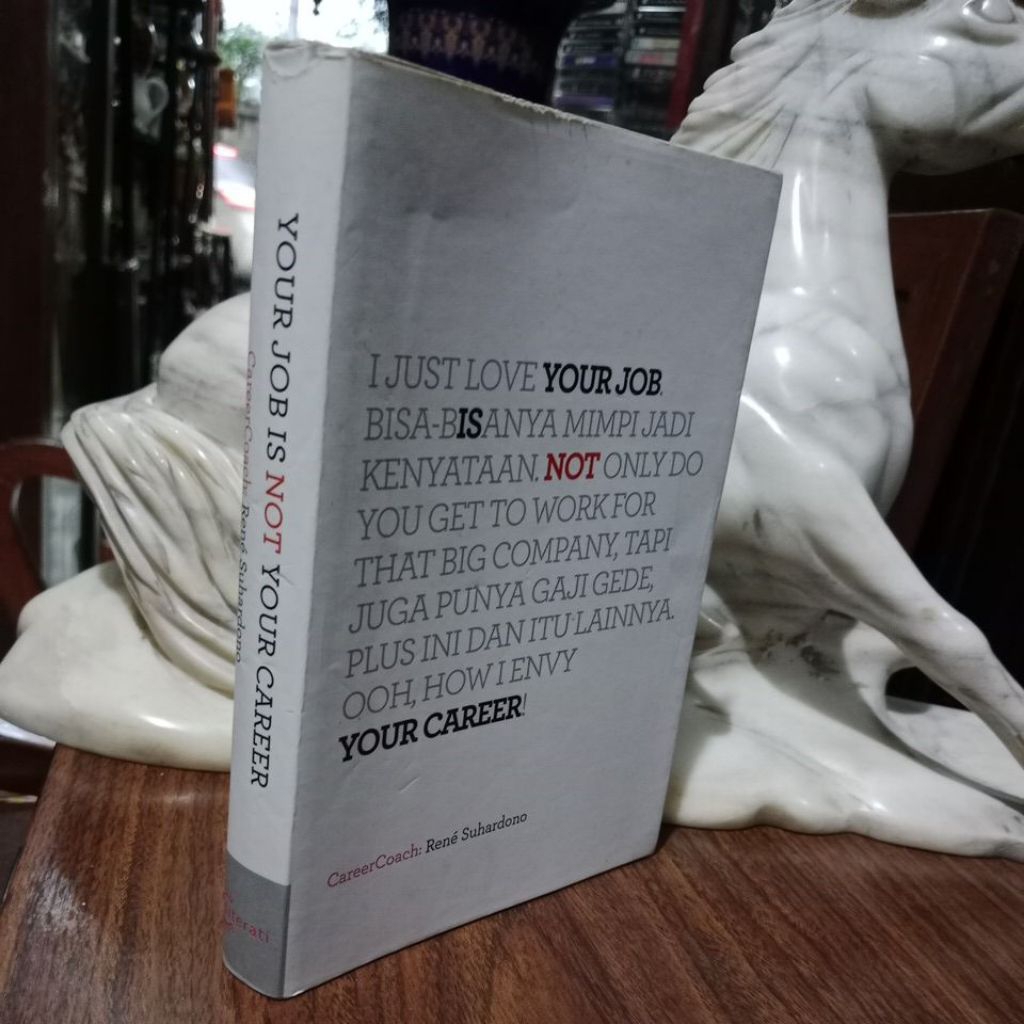 YOUR JOB IS NOT YOUR CAREER
CareerCoach: René Suhardono
I JUST LOVE YOUR JOB.
BISA-BISANYA MIMPI JADI
KENYATAAN. NOT ONLY DO
YOU GET TO WORK FOR
THAT BIG COMPANY, TAPI
JUGA PUNYA GAJI GEDE,
PLUS INI DAN ITU LAINNYA.
OOH, HOW I ENVY
YOUR CAREER!
CareerCoach: René Suhardono